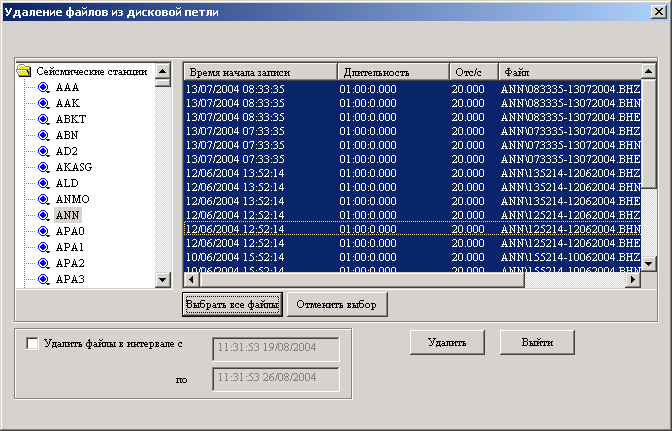 Удаление файлов из дисковой петли
Сейсмические станции
AAA
AAK
ABKT
ABN
AD2
AKASG
ALD
ANMO
ANN
APA0
APA1
APA2
APA3
Время начала записи Длительность Отс/с Файл
13/07/2004 08:33:35 01:00:0.000 20.000 ANN\083335-13072004.BHZ
13/07/2004 08:33:35 01:00:0.000 20.000 ANN\083335-13072004.BHN
13/07/2004 08:33:35 01:00:0.000 20.000 ANN\083335-13072004.BHE
13/07/2004 07:33:35 01:00:0.000 20.000 ANN\073335-13072004.BHZ
13/07/2004 07:33:35 01:00:0.000 20.000 ANN\073335-13072004.BHN
13/07/2004 07:33:35 01:00:0.000 20.000 ANN\073335-13072004.BHE
12/06/2004 13:52:14 01:00:0.000 20.000 ANN\135214-12062004.BHZ
12/06/2004 13:52:14 01:00:0.000 20.000 ANN\135214-12062004.BHN
12/06/2004 13:52:14 01:00:0.000 20.000 ANN\135214-12062004.BHE
12/06/2004 12:52:14 01:00:0.000 20.000 ANN\125214-12062004.BHZ
12/06/2004 12:52:14 01:00:0.000 20.000 ANN\125214-12062004.BHN
12/06/2004 12:52:14 01:00:0.000 20.000 ANN\125214-12062004.BHE
10/06/2004 15:52:14 01:00:0.000 20.000 ANN\155214-10062004.BHZ
10/06/2004 15:52:14 01:00:0.000 20.000 ANN\155214-10062004.BHN
Выбрать все файлы Отменить выбор
Удалить файлы в интервале с 11:31:53 19/08/2004
по 11:31:53 26/08/2004
Удалить Выйти